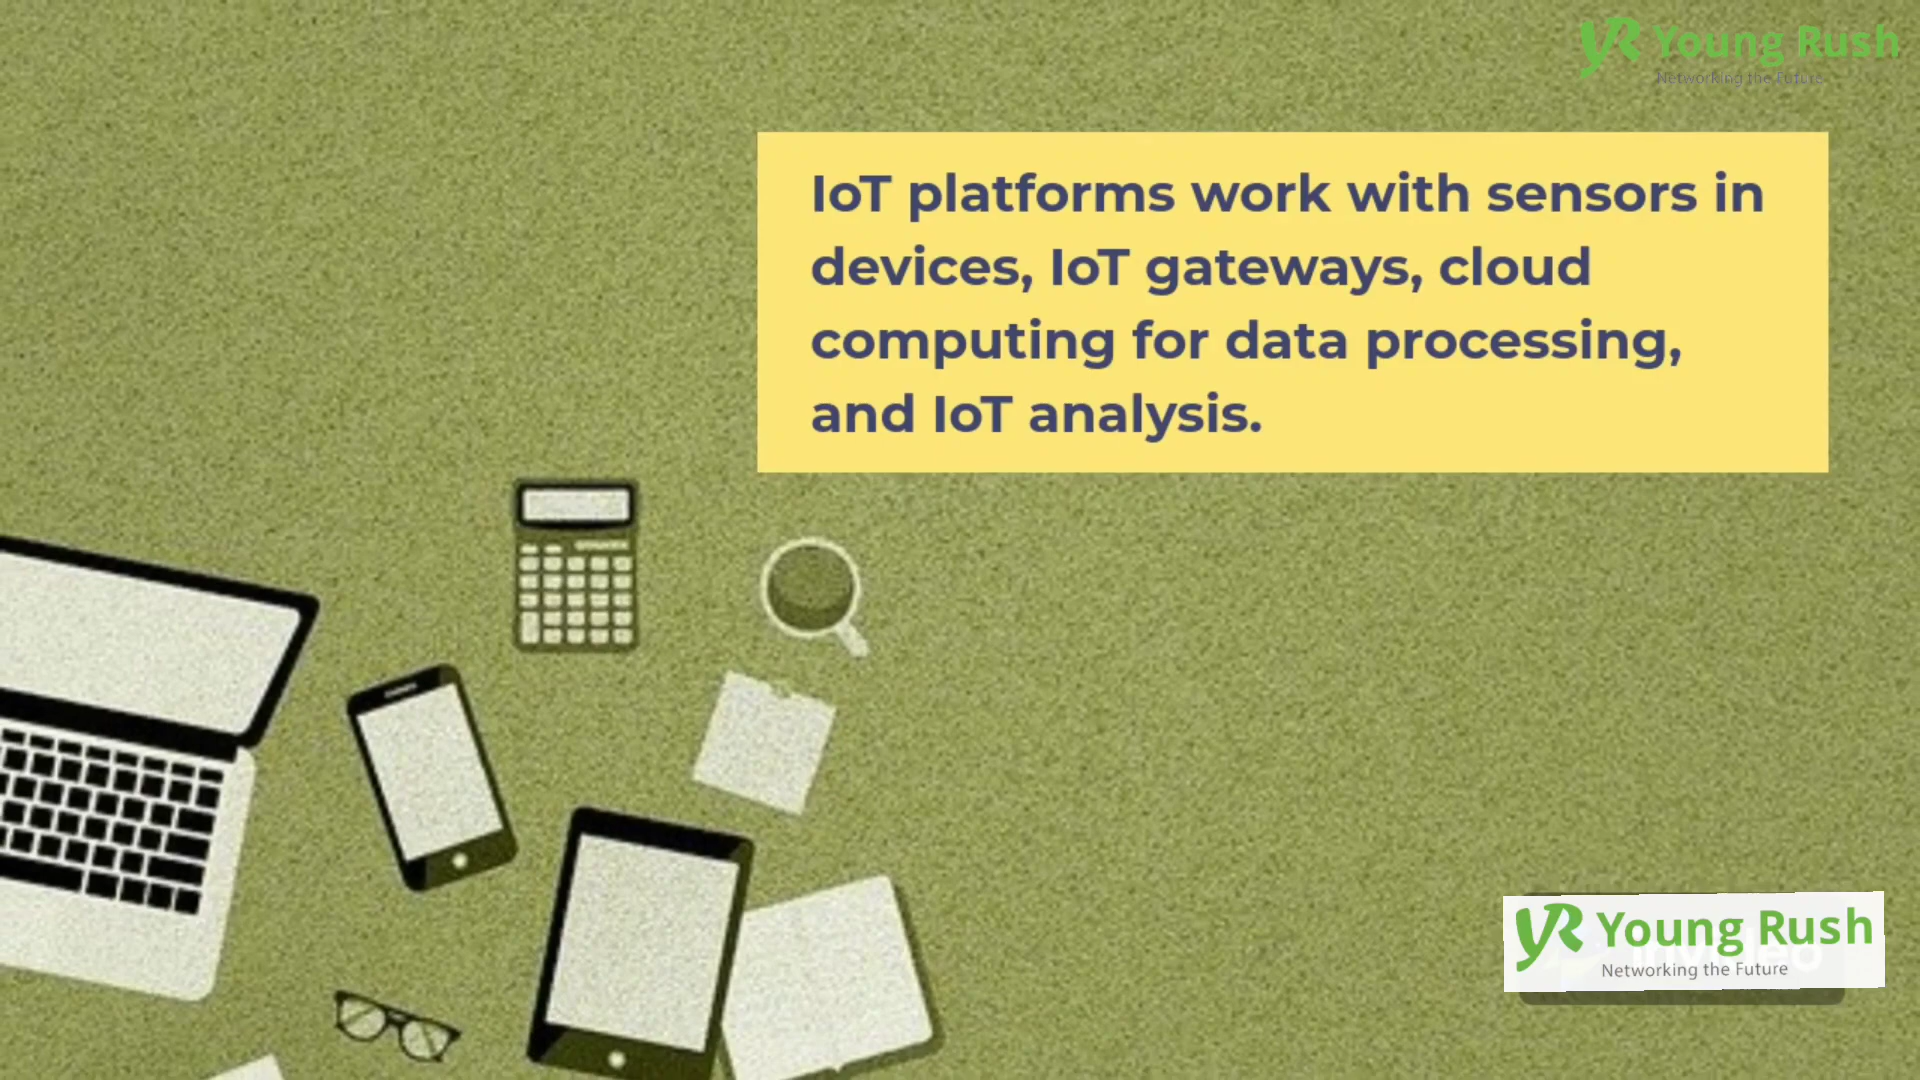 Young Rush
Networking the Future
IoT platforms work with sensors in
devices, IoT gateways, cloud
computing for data processing,
and IoT analysis.
Young Rush
Networking the Future